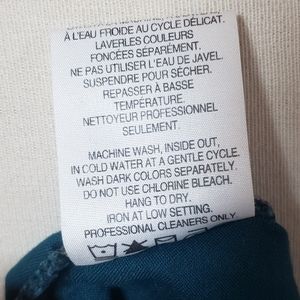 À L'EAU FROIDE AU CYCLE DÉLICAT.
LAVERLES COULEURS
FONCÉES SÉPARÉMENT.
NE PAS UTILISER L'EAU DE JAVEL.
SUSPENDRE POUR SÉCHER.
REPASSER À BASSE
TEMPÉRATURE.
NETTOYEUR PROFESSIONNEL
SEULEMENT.
MACHINE WASH, INSIDE OUT,
IN COLD WATER AT A GENTLE CYCLE.
WASH DARK COLORS SEPARATELY.
DO NOT USE CHLORINE BLEACH.
HANG TO DRY.
IRON AT LOW SETTING.
PROFESSIONAL CLEANERS ONLY